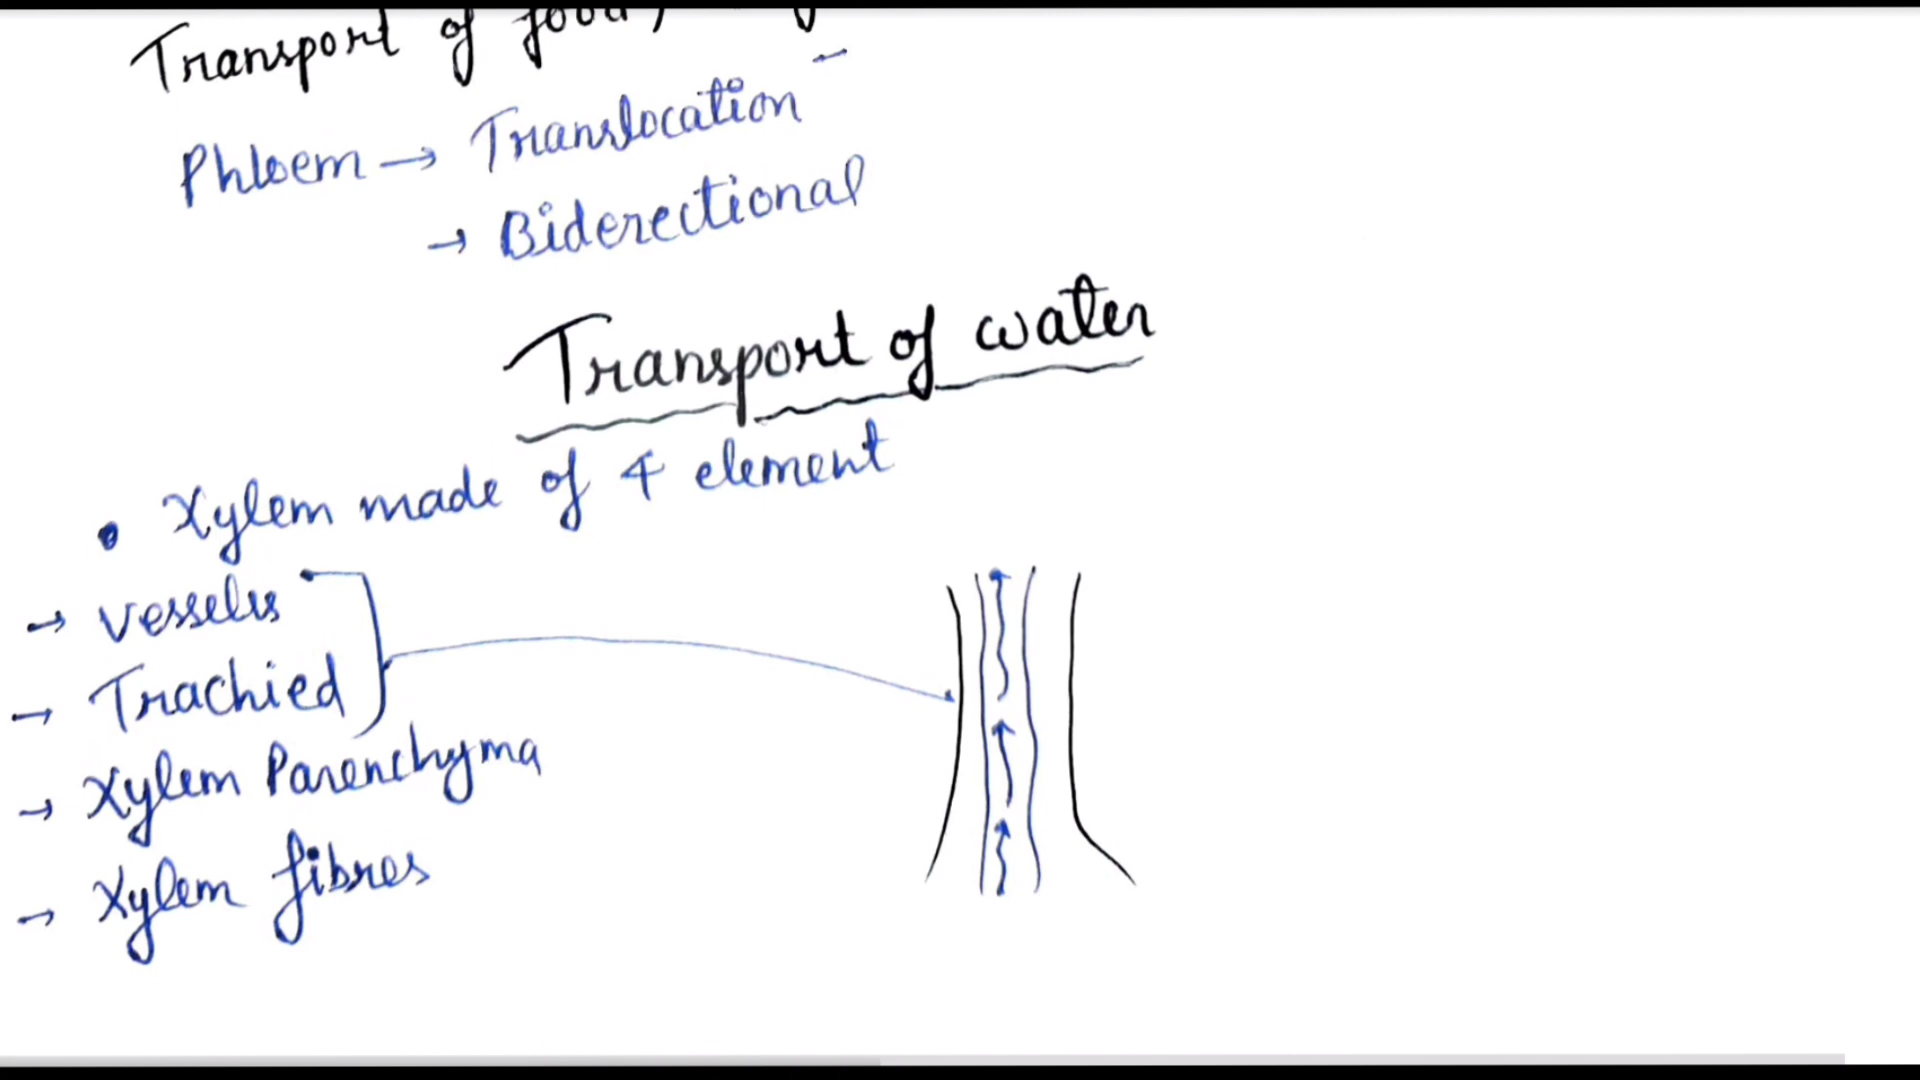 Transport of food,
Phloem → Translocation
→ Biderectional
Transport of water
• Xylem made of 4 element
→ Vessels
→ Trachied
→ Xylem Parenchyma
→ Xylem fibres